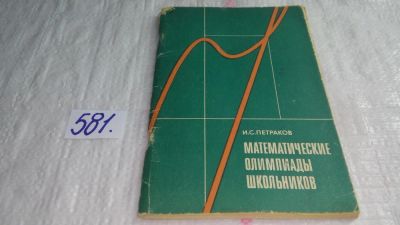 581.
И.С.ПЕТРАКОВ
МАТЕМАТИЧЕСКИЕ
ОЛИМПИАДЫ
ШКОЛЬНИКОВ